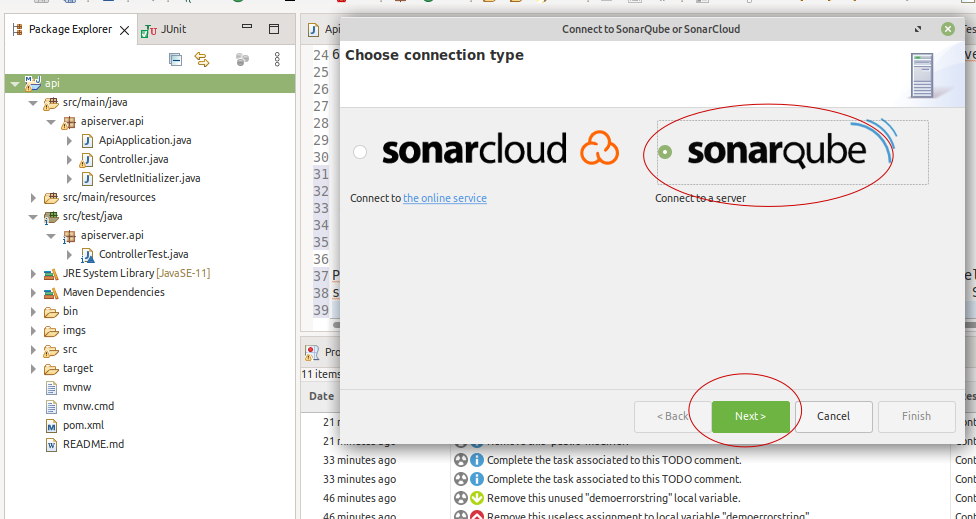 Package Explorer
JUnit
api
src/main/java
apiserver.api
ApiApplication.java
Controller.java
ServletInitializer.java
src/main/resources
src/test/java
apiserver.api
ControllerTest.java
JRE System Library [JavaSE-11]
Maven Dependencies
bin
imgs
src
target
mvnw
mvnw.cmd
pom.xml
README.md
24
25
26
27
28
29
30
31
32
33
34
35
36
37
38
39
11 items
Date
Connect to SonarQube or SonarCloud
Choose connection type
sonarcloud
sonarqube
Connect to the online service
Connect to a server
< Back
Next >
Cancel
Finish
33 minutes ago
Complete the task associated to this TODO comment.
33 minutes ago
Complete the task associated to this TODO comment.
46 minutes ago
Remove this unused "demoerrorstring" local variable.
46 minutes ago
Remove this useless assignment to local variable "demoerrorstring"